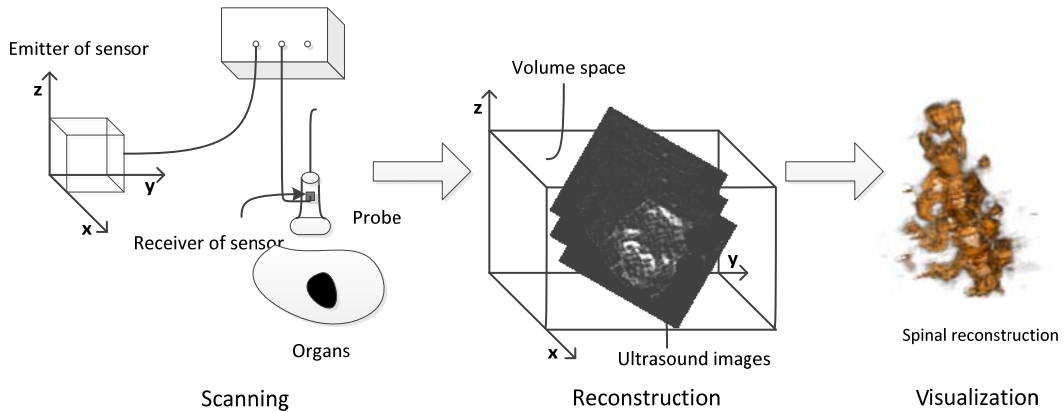 Emitter of sensor
z
y
x
Receiver of sensor
Probe
Organs
Scanning
Volume space
z
y
x
Ultrasound images
Reconstruction
Spinal reconstruction
Visualization